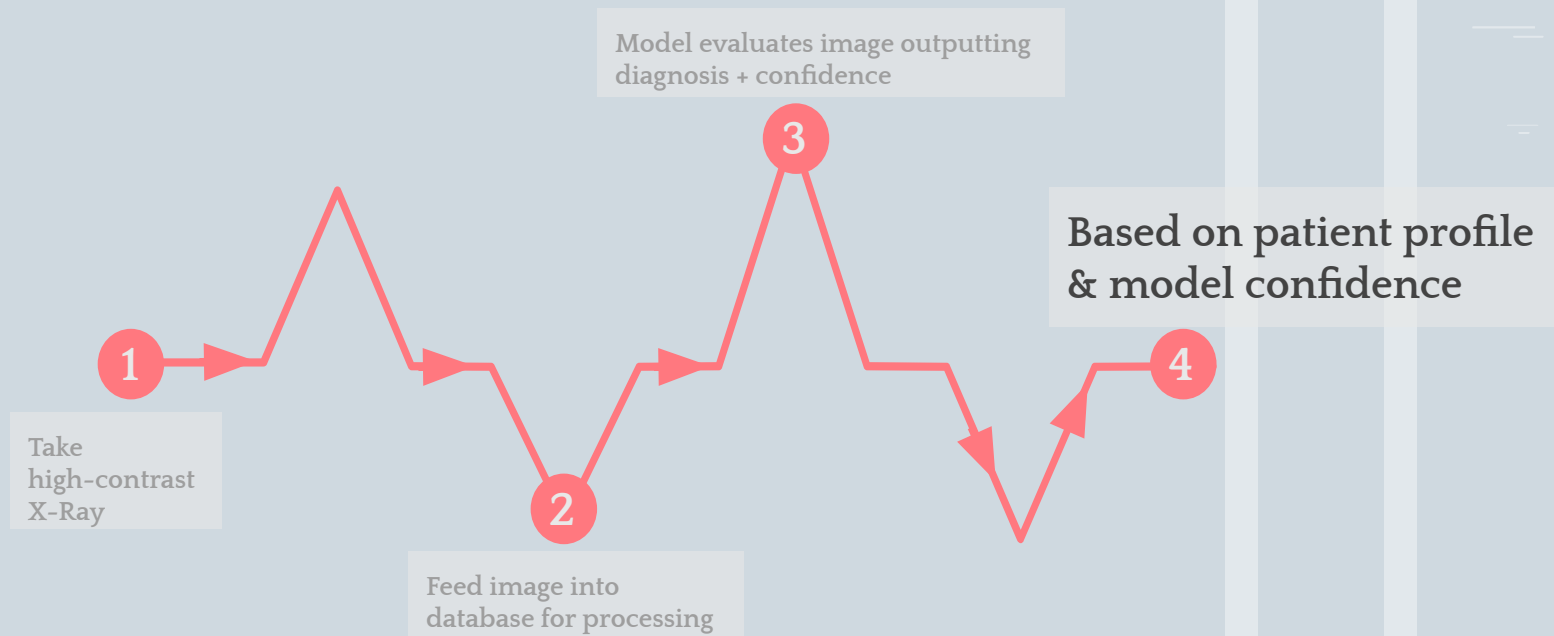 Model evaluates image outputting
diagnosis + confidence
3
Based on patient profile
& model confidence
1
4
Take
high-contrast
X-Ray
2
Feed image into
database for processing